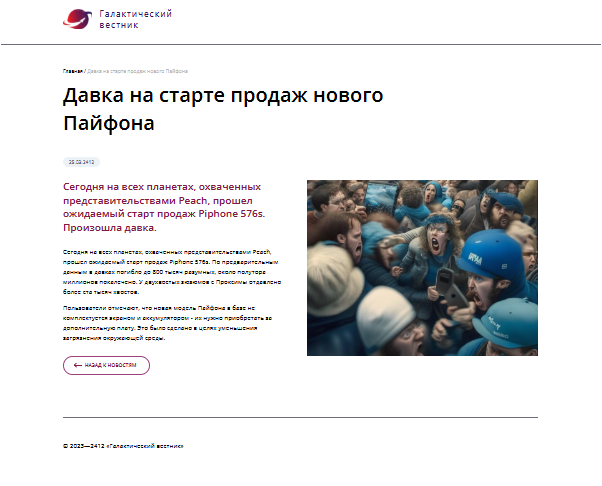 Галактический
вестник
Главная / Давка на старте продаж нового Пайфона
Давка на старте продаж нового
Пайфона
25.03.2412
Сегодня на всех планетах, охваченных
представительствами Peach, прошел
ожидаемый старт продаж Piphone 576s.
Произошла давка.
Сегодня на всех планетах, охваченных представительствами Peach,
прошел ожидаемый старт продаж Piphone 576s. По предварительным
данным в давках погибло до 800 тысяч разумных, около полутора
миллионов покалечено. У двухвостых аквюмов с Проксимы отдавлено
более ста тысяч хвостов.
Пользователи отмечают, что новая модель Пайфона в базе не
комплектуется экраном и аккумулятором - их нужно приобретать за
дополнительную плату. Это было сделано в целях уменьшения
загрязнения окружающей среды.
НАЗАД К НОВОСТЯМ
© 2023—2412 «Галактический вестник»